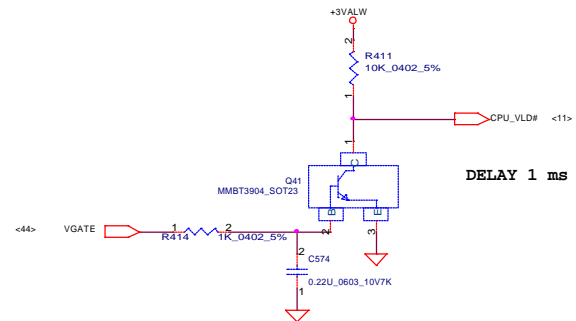 +3VALW
2
R411
10K_0402_5%
1
CPU_VLD# <11>
1
C
Q41
MMBT3904_SOT23
DELAY 1 ms
B E
<44> VGATE 1 2 2 3
R414 1K_0402_5%
2
C574
0.22U_0603_10V7K
1